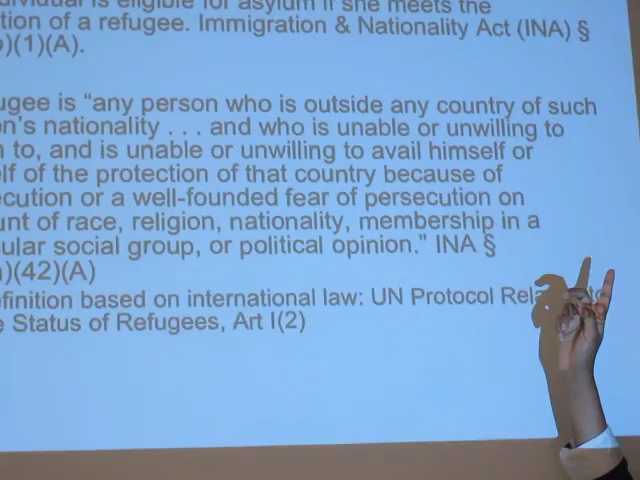 dividual is eligible for asylum if she meets the
tion of a refugee. Immigration & Nationality Act (INA) §
)(1)(A).
ugee is “any person who is outside any country of such
on's nationality . . . and who is unable or unwilling to
n to, and is unable or unwilling to avail himself or
elf of the protection of that country because of
ecution or a well-founded fear of persecution on
unt of race, religion, nationality, membership in a
ular social group, or political opinion.” INA §
)(42)(A)
efinition based on international law: UN Protocol
e Status of Refugees, Art I(2)